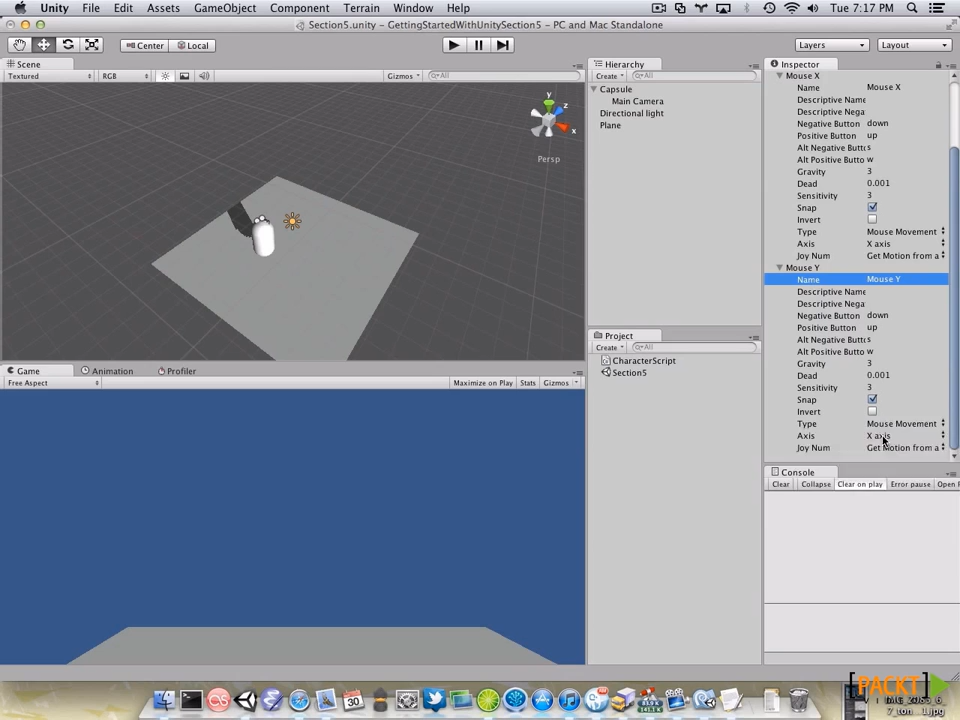 Unity File Edit Assets GameObject Component Terrain Window Help Tue 7:17 PM
Section5.unity – GettingStartedWithUnitySection5 – PC and Mac Standalone
Center Local Layers Layout
Scene
Textured RGB Gizmos All
y
z
x
Persp
Hierarchy
Create All
Capsule
Main Camera
Directional light
Plane
Project
Create All
CharacterScript
Section5
Inspector
Mouse X
Name Mouse X
Descriptive Name
Descriptive Nega
Negative Button down
Positive Button up
Alt Negative Butto s
Alt Positive Butto w
Gravity 3
Dead 0.001
Sensitivity 3
Snap
Invert
Type Mouse Movement
Axis X axis
Joy Num Get Motion from a
Mouse Y
Name Mouse Y
Descriptive Name
Descriptive Nega
Negative Button down
Positive Button up
Alt Negative Butto s
Alt Positive Butto w
Gravity 3
Dead 0.001
Sensitivity 3
Snap
Invert
Type Mouse Movement
Axis X axis
Joy Num Get Motion from a
Game Animation Profiler
Free Aspect Maximize on Play Stats Gizmos
Console
Clear Collapse Clear on play Error pause Open
30
[PACKT]